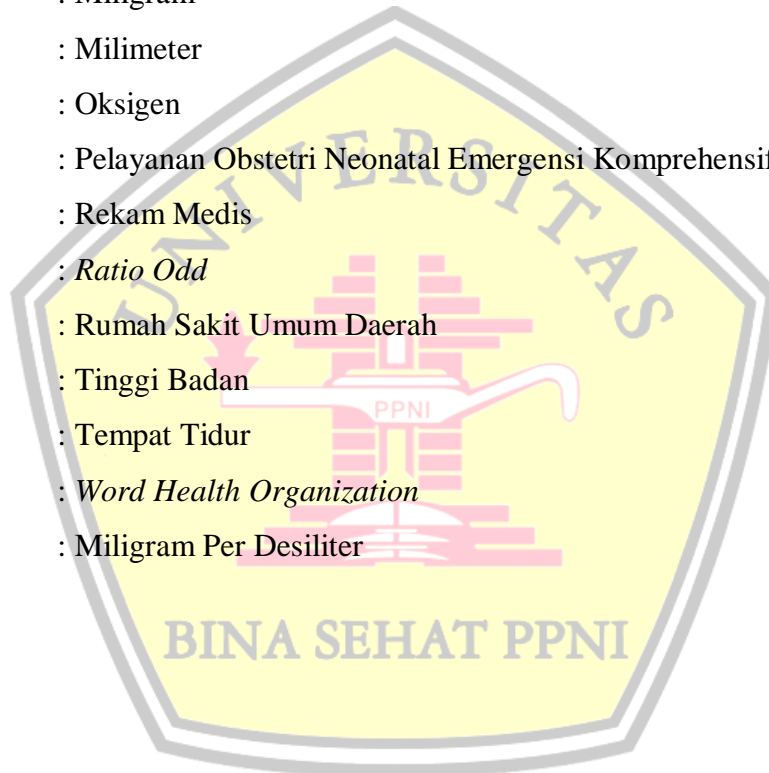 : Miligram
: Milimeter
: Oksigen
: Pelayanan Obstetri Neonatal Emergensi Komprehensif
: Rekam Medis
: Ratio Odd
: Rumah Sakit Umum Daerah
: Tinggi Badan
: Tempat Tidur
: Word Health Organization
: Miligram Per Desiliter
UNIVERSITAS
PPNI
BINA SEHAT PPNI